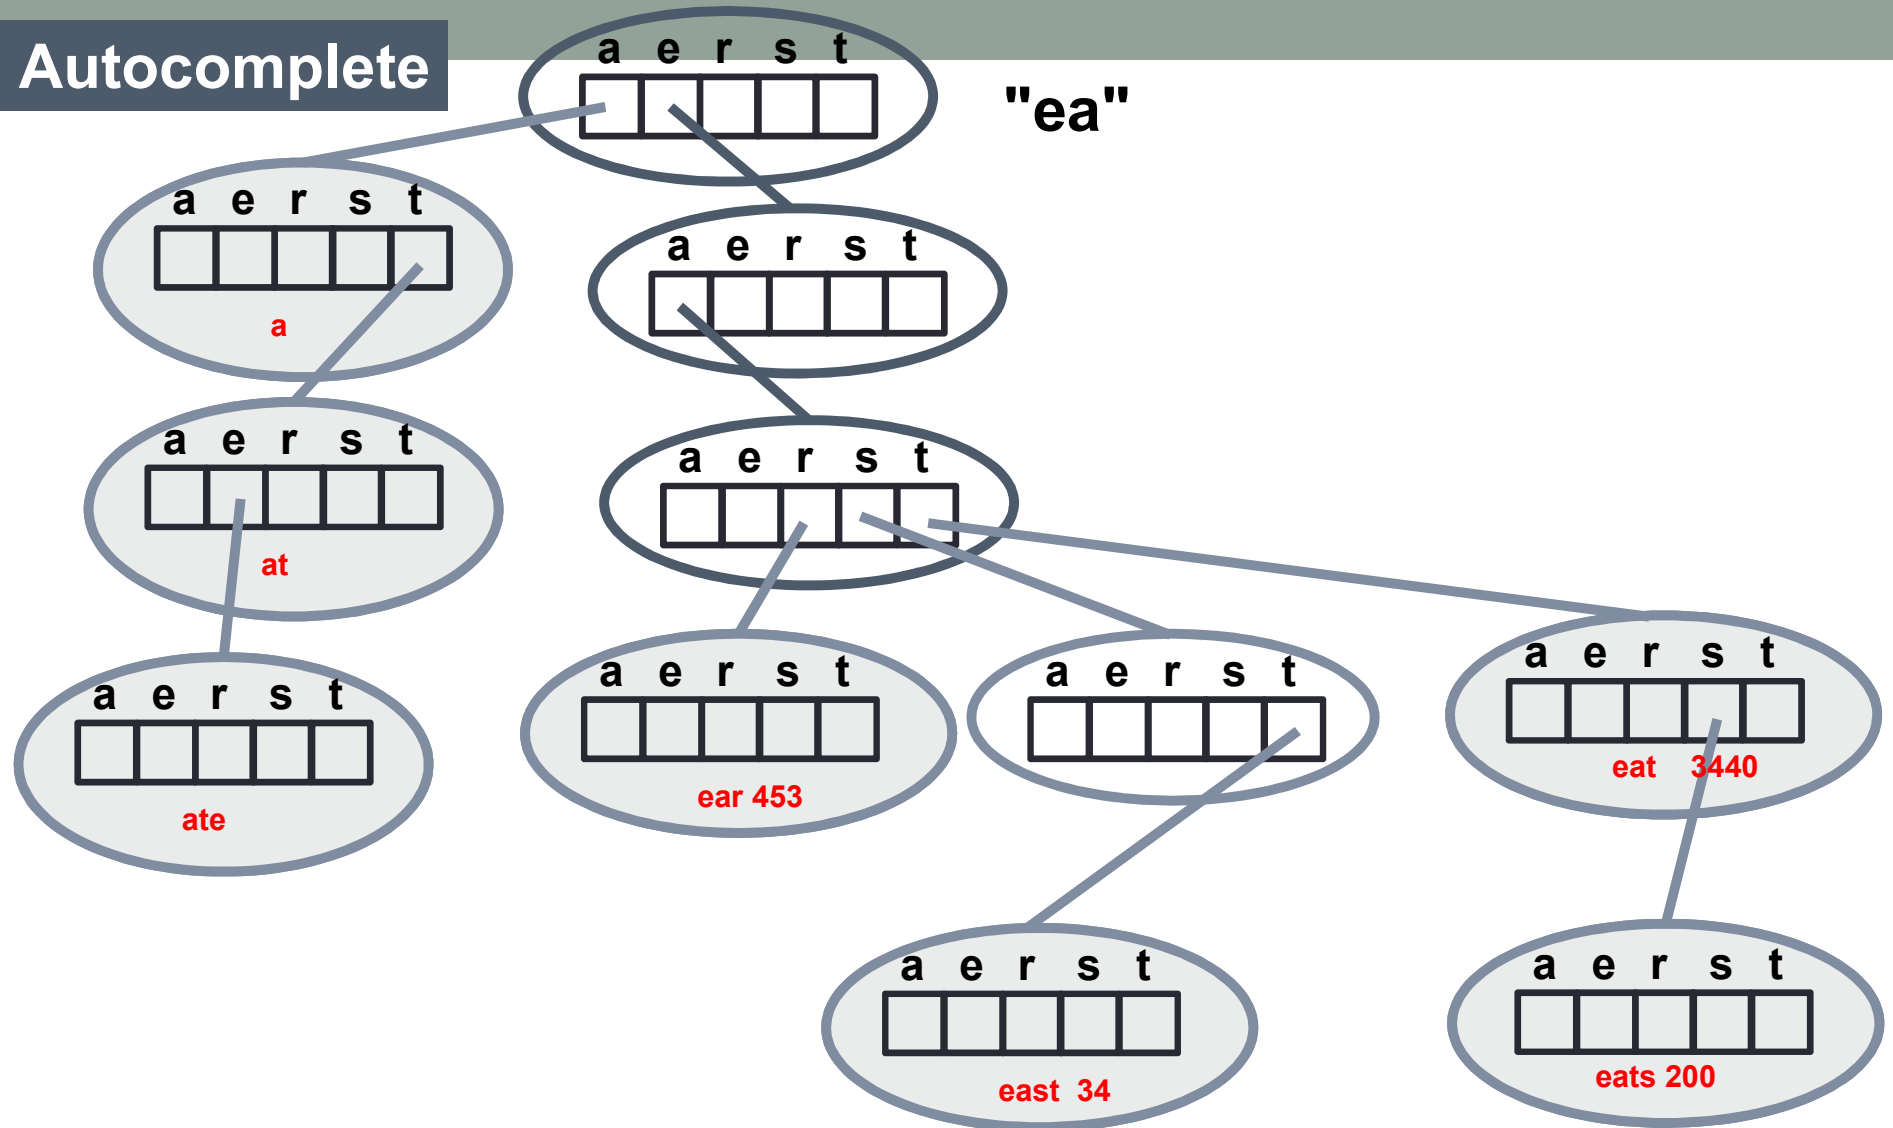 Autocomplete
a e r s t
"ea"
a e r s t
a
a e r s t
a e r s t
at
a e r s t
a e r s t
ate
a e r s t
ear 453
a e r s t
a e r s t
eat 3440
a e r s t
east 34
a e r s t
eats 200